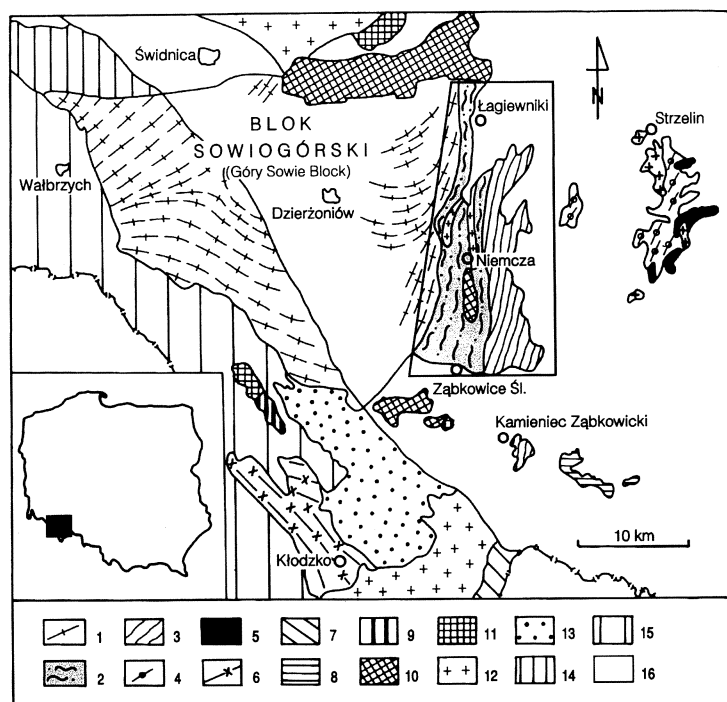 Świdnica
Łagiewniki
N
Strzelin
BLOK
SOWIOGÓRSKI
(Góry Sowie Block)
Wałbrzych
Dzierżoniów
Niemcza
Ząbkowice Śl.
Kamieniec Ząbkowicki
10 km
Kłodzko
1 3 5 7 9 11 13 15
2 4 6 8 10 12 14 16